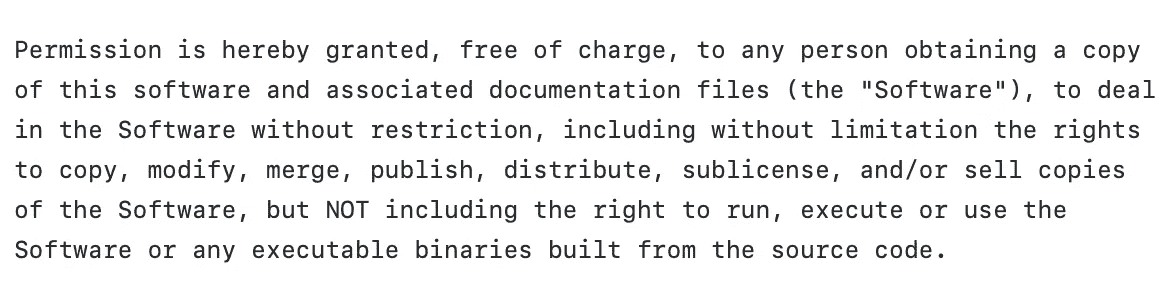 Permission is hereby granted, free of charge, to any person obtaining a copy
of this software and associated documentation files (the "Software"), to deal
in the Software without restriction, including without limitation the rights
to copy, modify, merge, publish, distribute, sublicense, and/or sell copies
of the Software, but NOT including the right to run, execute or use the
Software or any executable binaries built from the source code.